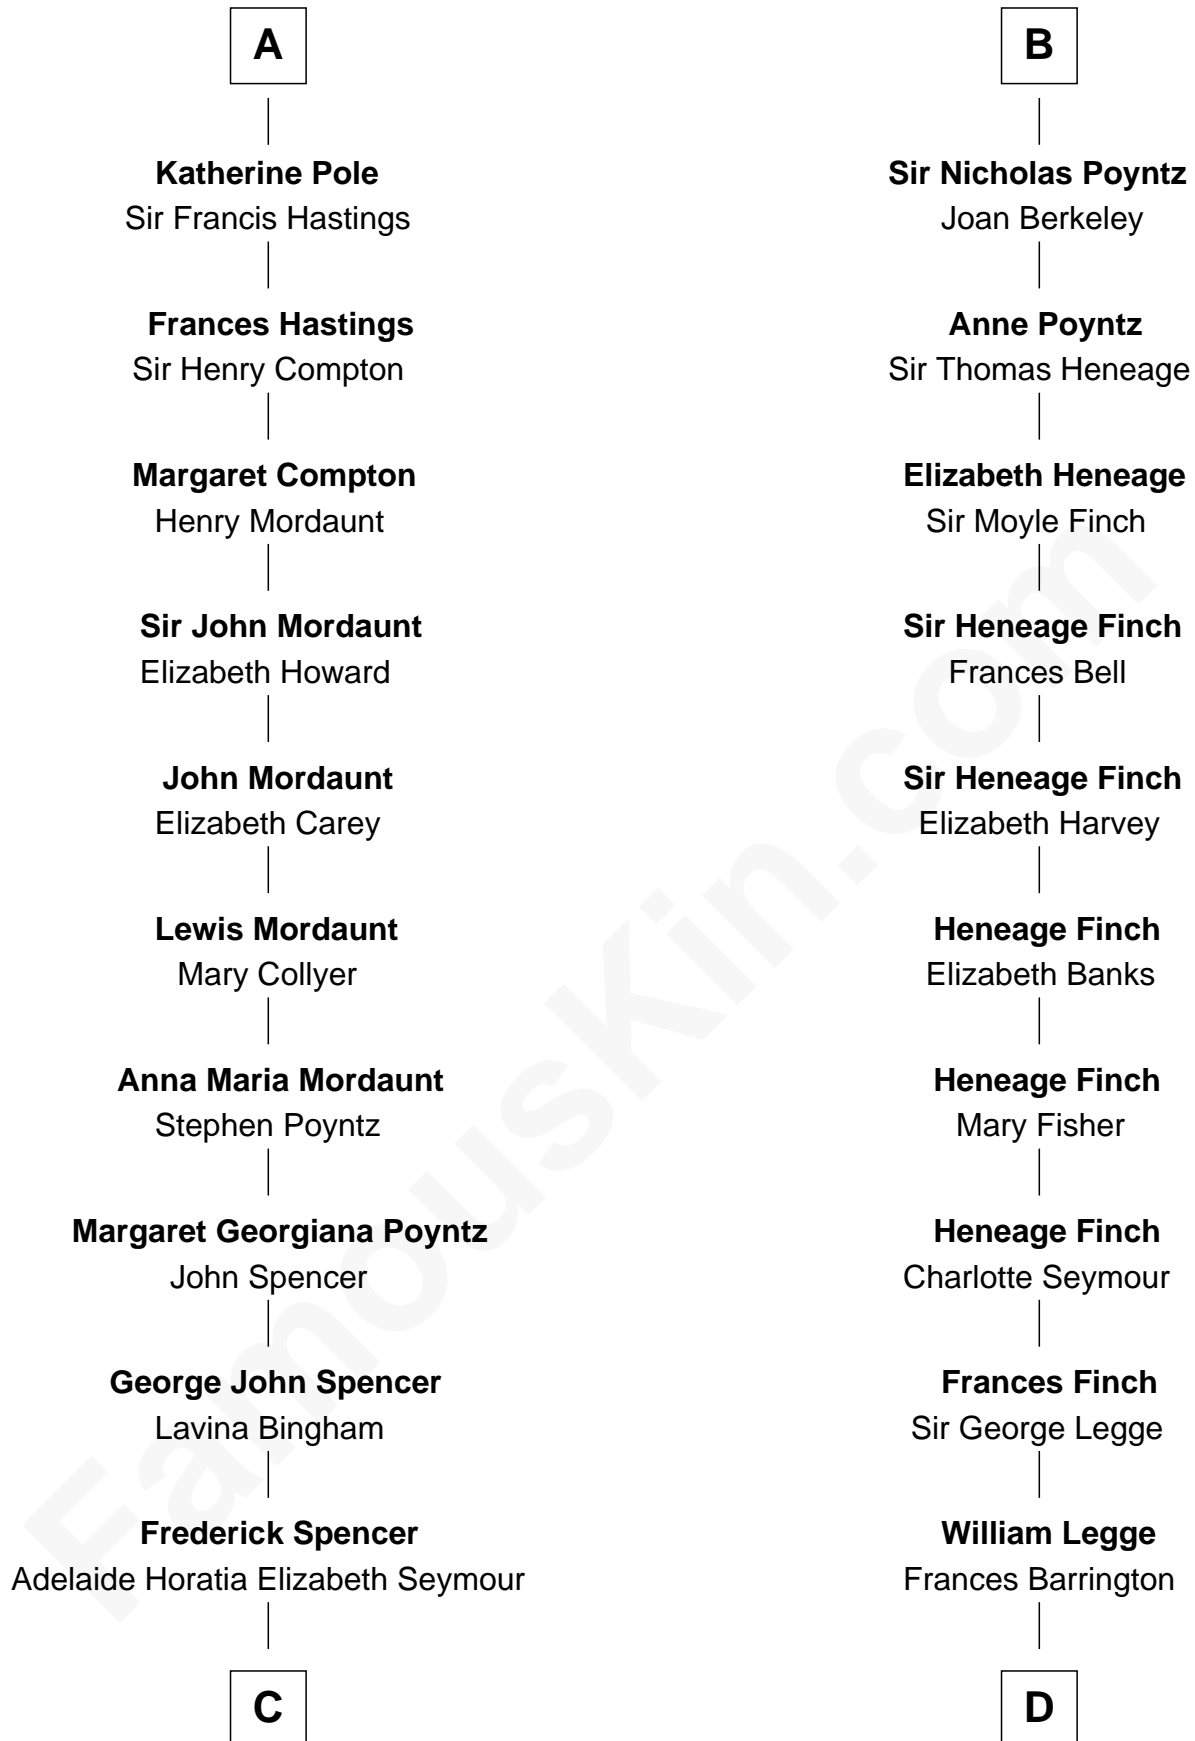 A
Katherine Pole
Sir Francis Hastings
Frances Hastings
Sir Henry Compton
Margaret Compton
Henry Mordaunt
Sir John Mordaunt
Elizabeth Howard
John Mordaunt
Elizabeth Carey
Lewis Mordaunt
Mary Collyer
Anna Maria Mordaunt
Stephen Poyntz
Margaret Georgiana Poyntz
John Spencer
George John Spencer
Lavina Bingham
Frederick Spencer
Adelaide Horatia Elizabeth Seymour
C
B
Sir Nicholas Poyntz
Joan Berkeley
Anne Poyntz
Sir Thomas Heneage
Elizabeth Heneage
Sir Moyle Finch
Sir Heneage Finch
Frances Bell
Sir Heneage Finch
Elizabeth Harvey
Heneage Finch
Elizabeth Banks
Heneage Finch
Mary Fisher
Heneage Finch
Charlotte Seymour
Frances Finch
Sir George Legge
William Legge
Frances Barrington
D
FamousKin.com